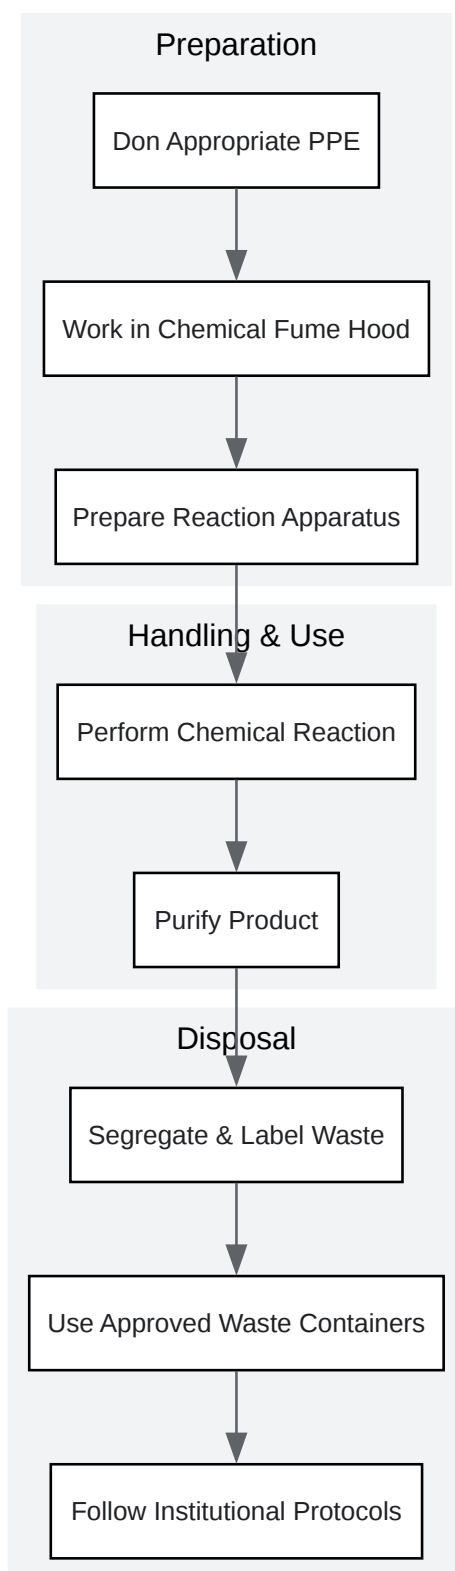 Preparation
Don Appropriate PPE
Work in Chemical Fume Hood
Prepare Reaction Apparatus
Handling & Use
Perform Chemical Reaction
Purify Product
Disposal
Segregate & Label Waste
Use Approved Waste Containers
Follow Institutional Protocols